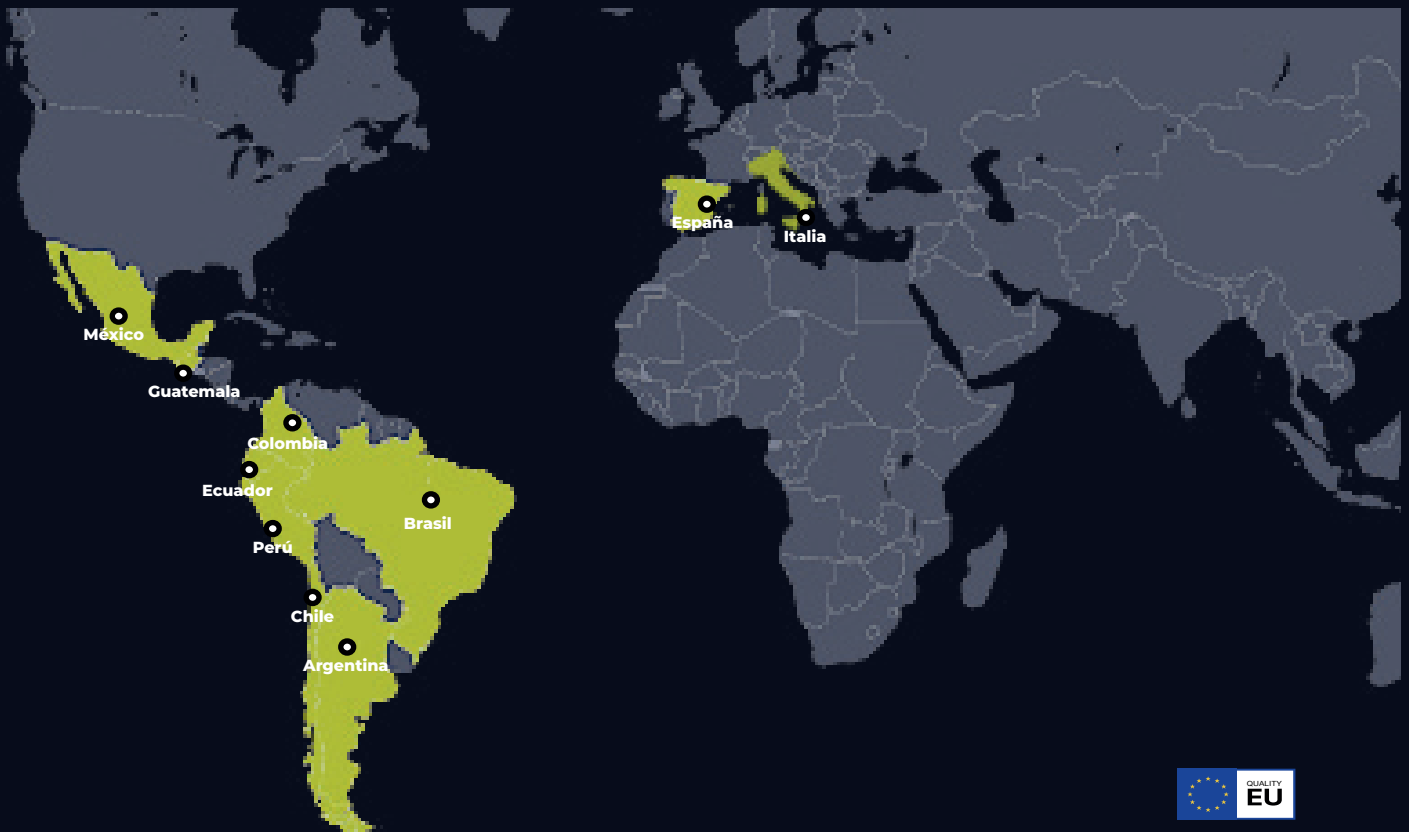 España
Italia
México
Guatemala
Colombia
Ecuador
Brasil
Perú
Chile
Argentina
QUALITY
EU